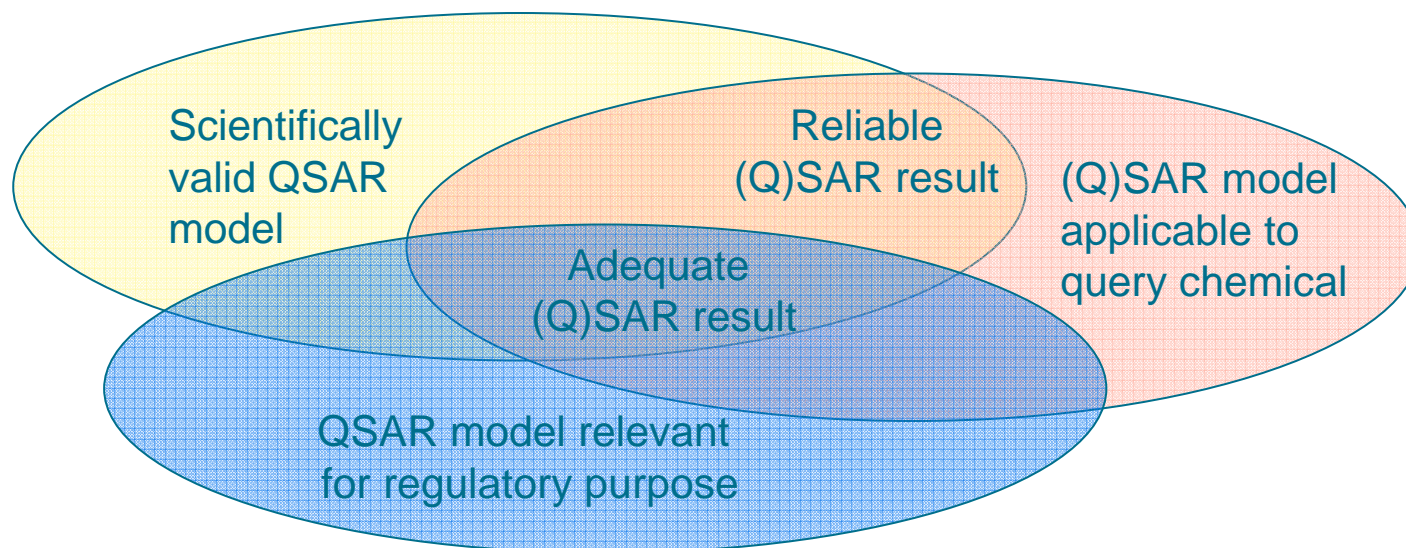 Scientifically
valid QSAR
model
Reliable
(Q)SAR result
(Q)SAR model
applicable to
query chemical
Adequate
(Q)SAR result
QSAR model relevant
for regulatory purpose